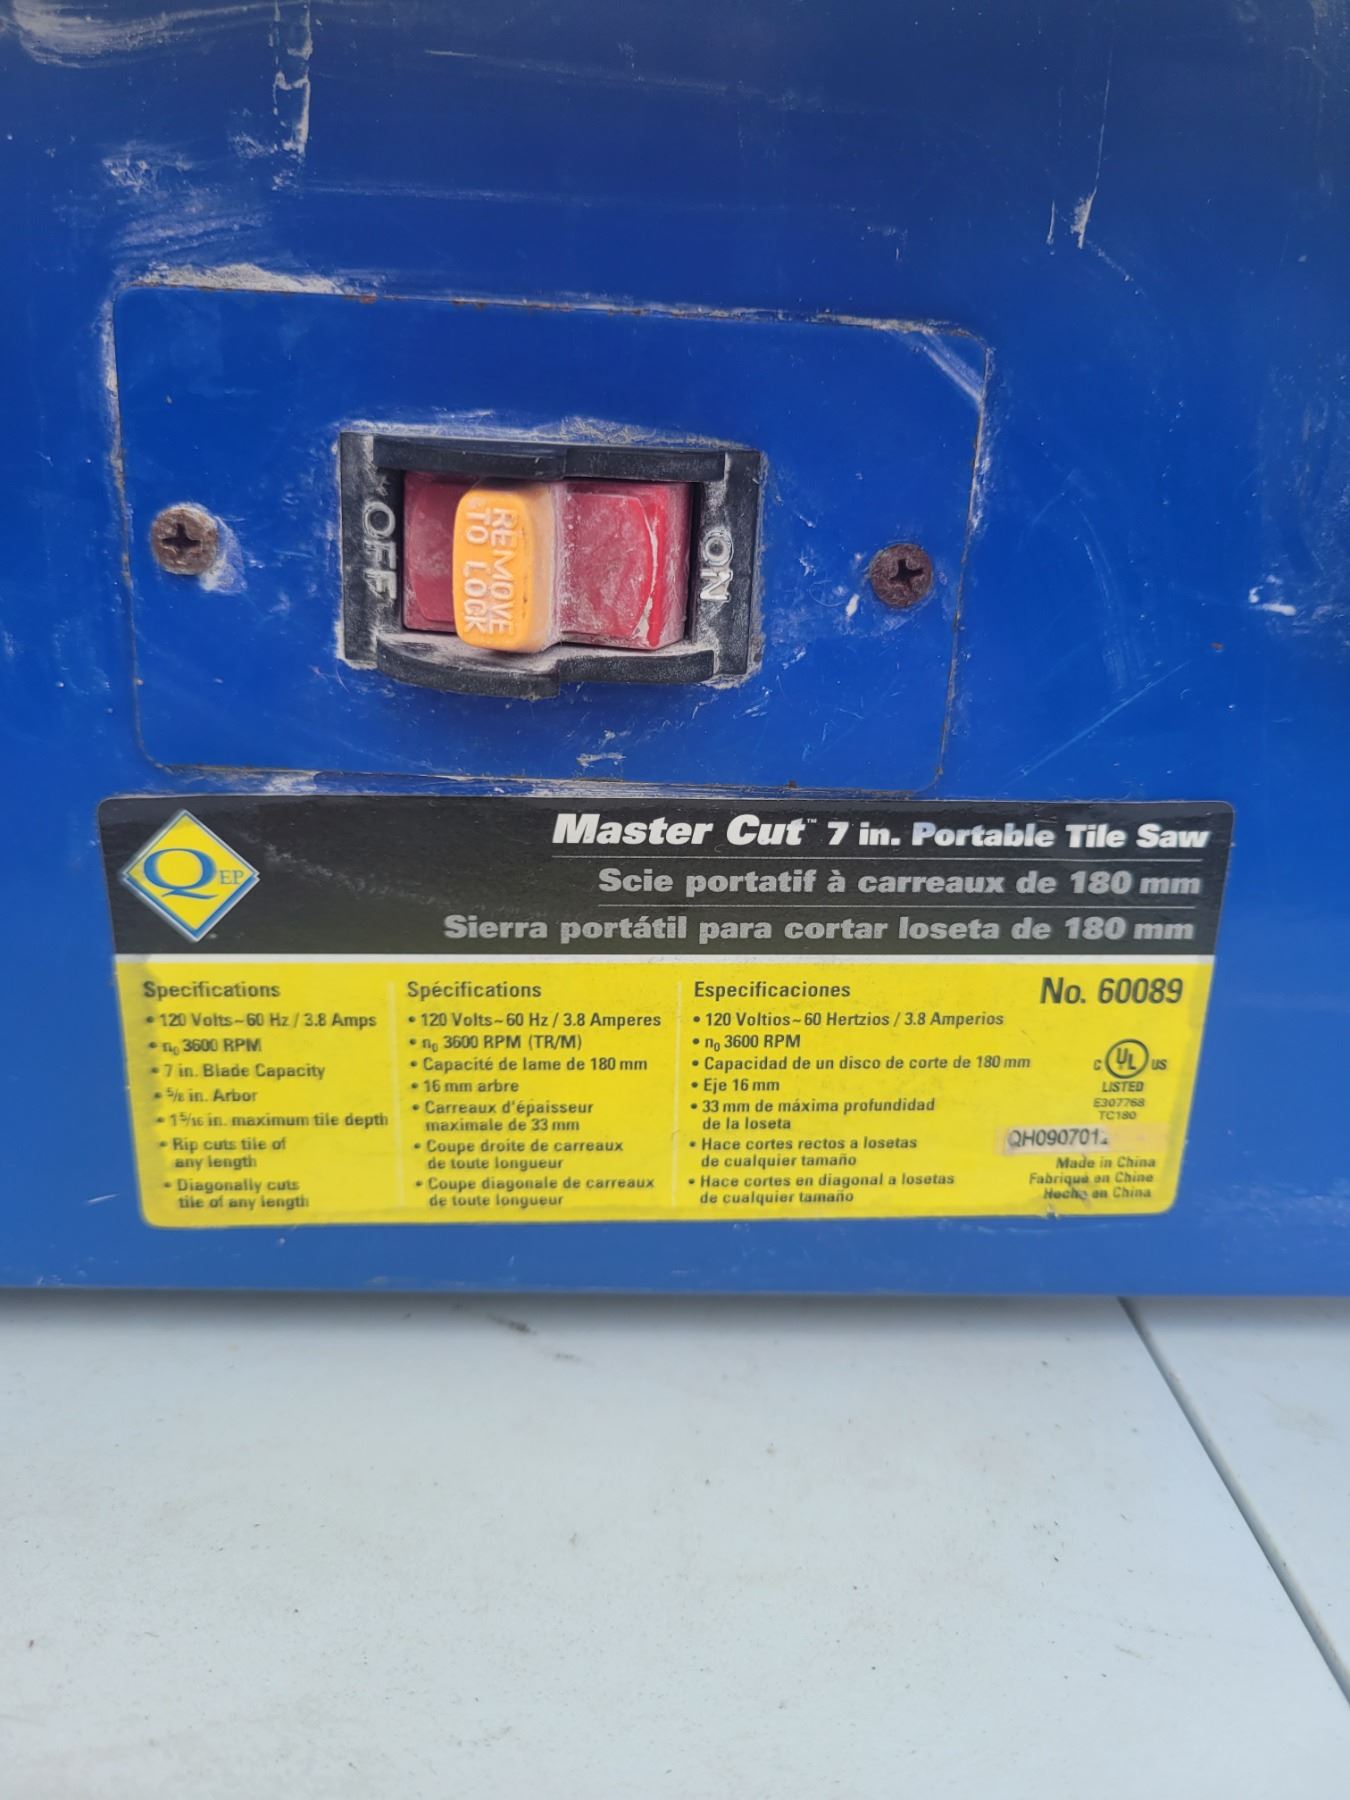 OFF
REMOVE
TO LOCK
ON
QEP
Master Cut™ 7 in. Portable Tile Saw
Scie portatif à carreaux de 180 mm
Sierra portátil para cortar loseta de 180 mm
Specifications
• 120 Volts~60 Hz / 3.8 Amps
• n₀ 3600 RPM
• 7 in. Blade Capacity
• 5/8 in. Arbor
• 1 5/16 in. maximum tile depth
• Rip cuts tile of
any length
• Diagonally cuts
tile of any length
Spécifications
• 120 Volts~60 Hz / 3.8 Amperes
• n₀ 3600 RPM (TR/M)
• Capacité de lame de 180 mm
• 16 mm arbre
• Carreaux d'épaisseur
maximale de 33 mm
• Coupe droite de carreaux
de toute longueur
• Coupe diagonale de carreaux
de toute longueur
Especificaciones
• 120 Voltios~60 Hertzios / 3.8 Amperios
• n₀ 3600 RPM
• Capacidad de un disco de corte de 180 mm
• Eje 16 mm
• 33 mm de máxima profundidad
de la loseta
• Hace cortes rectos a losetas
de cualquier tamaño
• Hace cortes en diagonal a losetas
de cualquier tamaño
No. 60089
C UL US
LISTED
E307768
TC180
Made in China
Fabriqué en Chine
Hecho en China